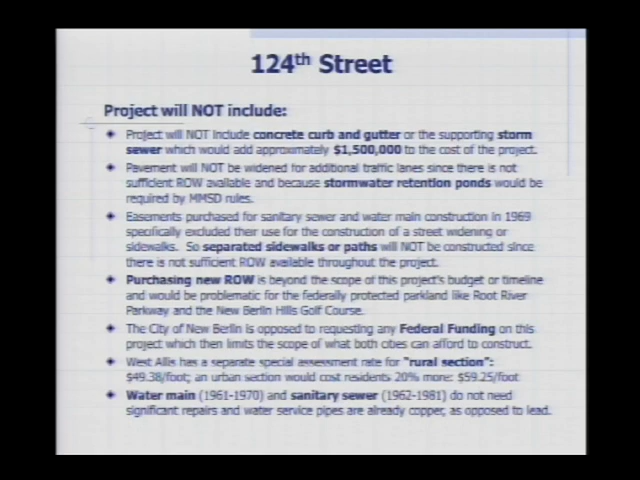 124th Street
Project will NOT include:
Project will NOT include concrete curb and gutter or the supporting storm
sewer which would add approximately $1,500,000 to the cost of the project.
Pavement will NOT be widened for additional traffic lanes since there is not
sufficient ROW available and because stormwater retention ponds would be
required by MMSD rules.
Easements purchased for sanitary sewer and water main construction in 1969
specifically excluded their use for the construction of a street widening or
sidewalks. So separated sidewalks or paths will NOT be constructed since
there is not sufficient ROW available throughout the project.
Purchasing new ROW is beyond the scope of this project's budget or timeline
and would be problematic for the federally protected parkland like Root River
Parkway and the New Berlin Hills Golf Course.
The City of New Berlin is opposed to requesting any Federal Funding on this
project which then limits the scope of what both cities can afford to construct.
West Allis has a separate special assessment rate for "rural section":
$49.38/foot; an urban section would cost residents 20% more: $59.25/foot
Water main (1961-1970) and sanitary sewer (1962-1981) do not need
significant repairs and water service pipes are already copper, as opposed to lead.